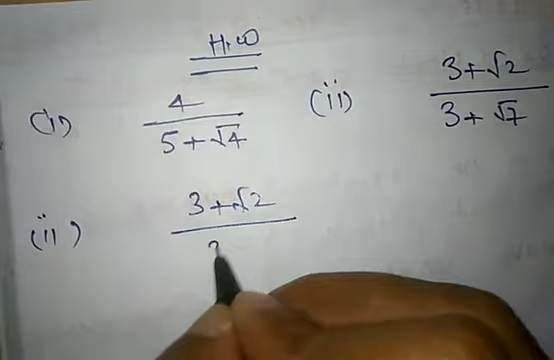 H.W
(i) 4 / 5 + √4 (ii) 3 + √2 / 3 + √7
(ii) 3 + √2